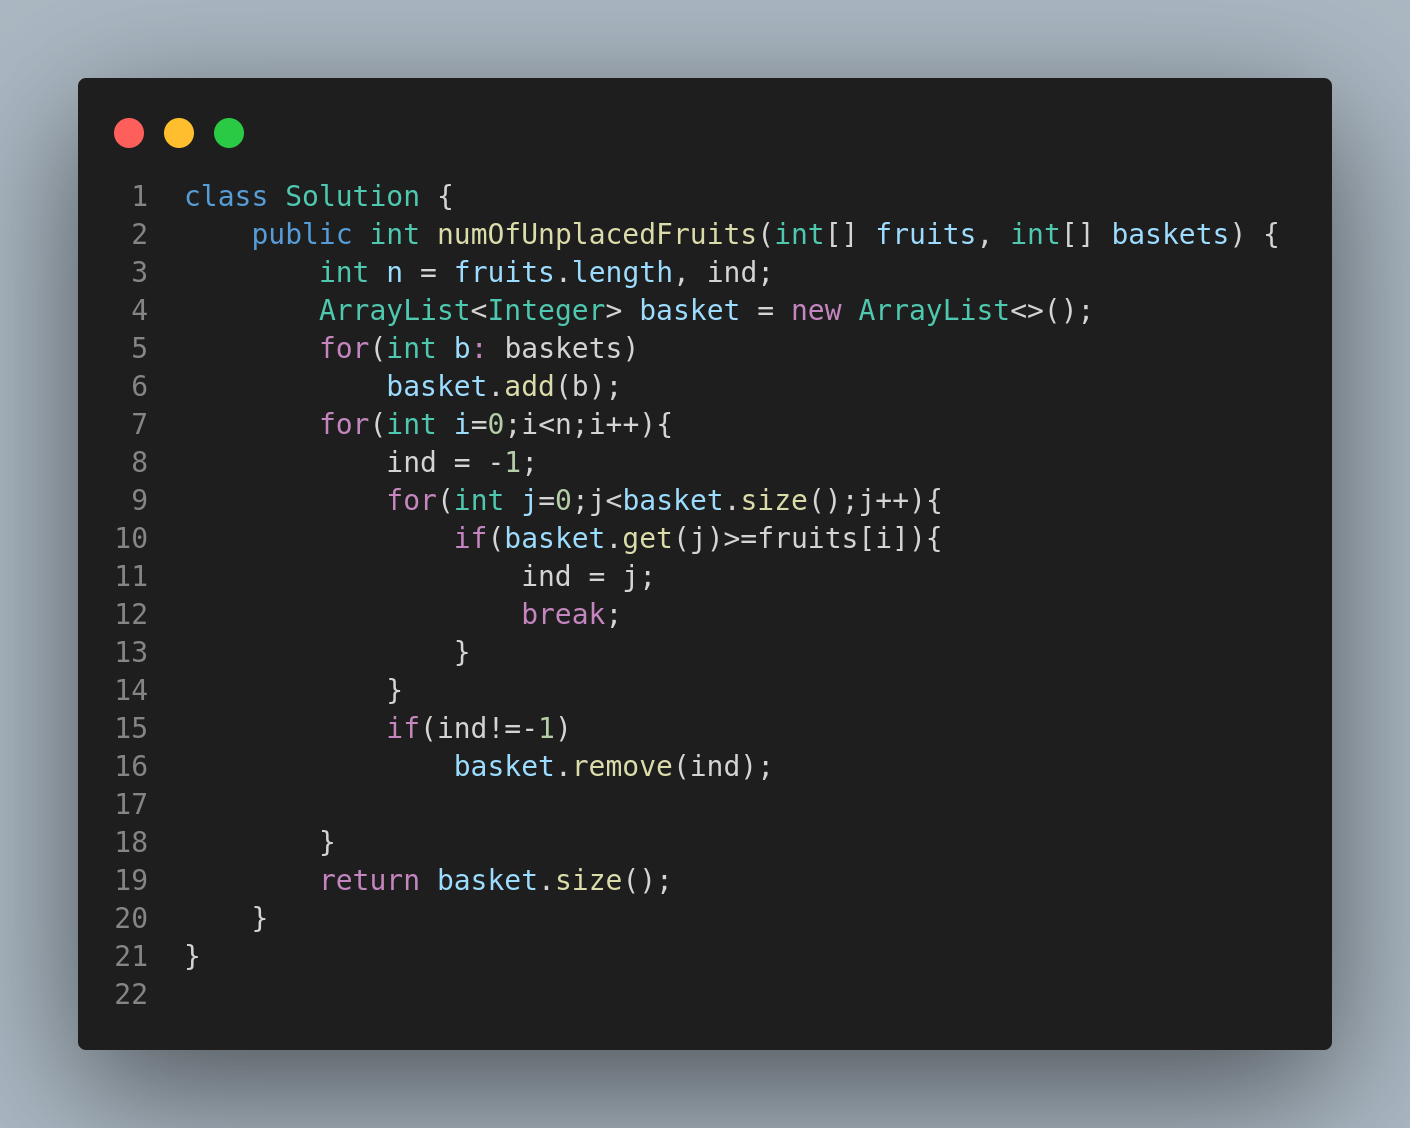 1 class Solution {
2     public int numOfUnplacedFruits(int[] fruits, int[] baskets) {
3         int n = fruits.length, ind;
4         ArrayList<Integer> basket = new ArrayList<>();
5         for(int b: baskets)
6             basket.add(b);
7         for(int i=0;i<n;i++){
8             ind = -1;
9             for(int j=0;j<basket.size();j++){
10                 if(basket.get(j)>=fruits[i]){
11                     ind = j;
12                     break;
13                 }
14             }
15             if(ind!=-1)
16                 basket.remove(ind);
17
18         }
19         return basket.size();
20     }
21 }
22